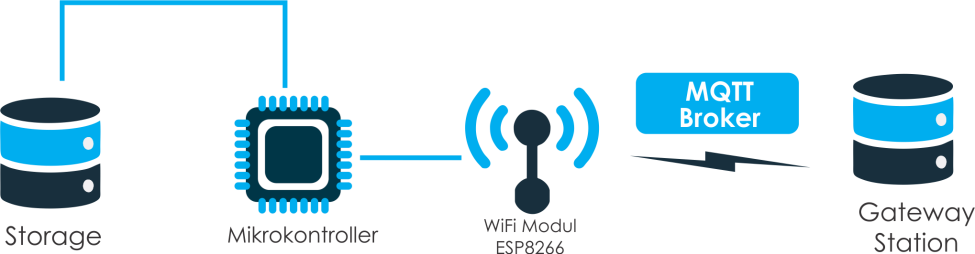 MQTT
Broker
Storage
Mikrokontroller
WiFi Modul
ESP8266
Gateway
Station